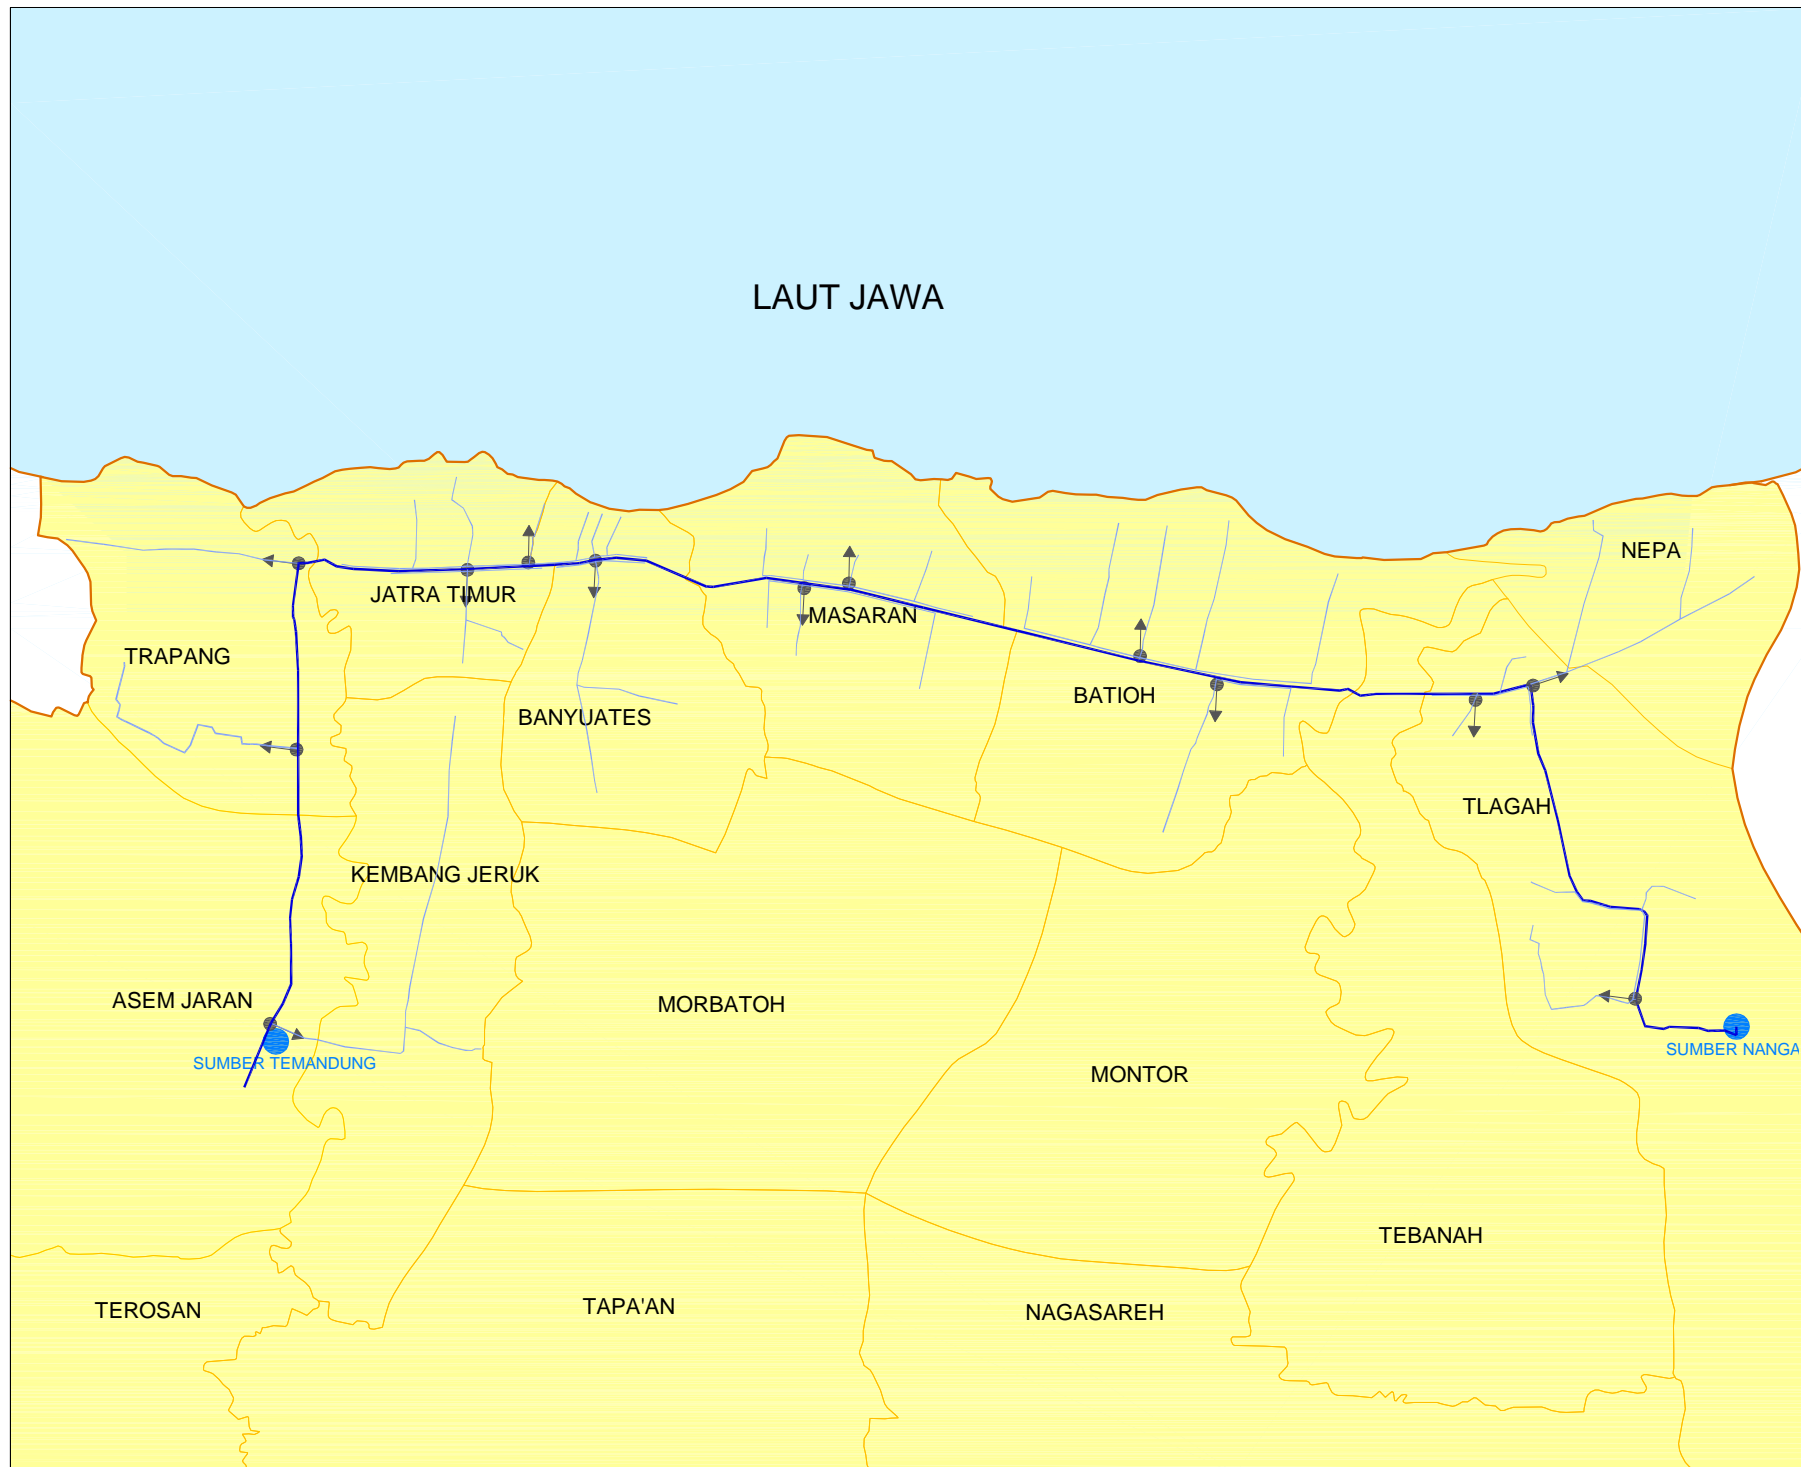 LAUT JAWA
NEPA
JATRA TIMUR
MASARAN
TRAPANG
BATIOH
BANYUATES
TLAGAH
KEMBANG JERUK
ASEM JARAN
MORBATOH
SUMBER TEMANDUNG
SUMBER NANGA
MONTOR
TEBANAH
TEROSAN
TAPA'AN
NAGASAREH